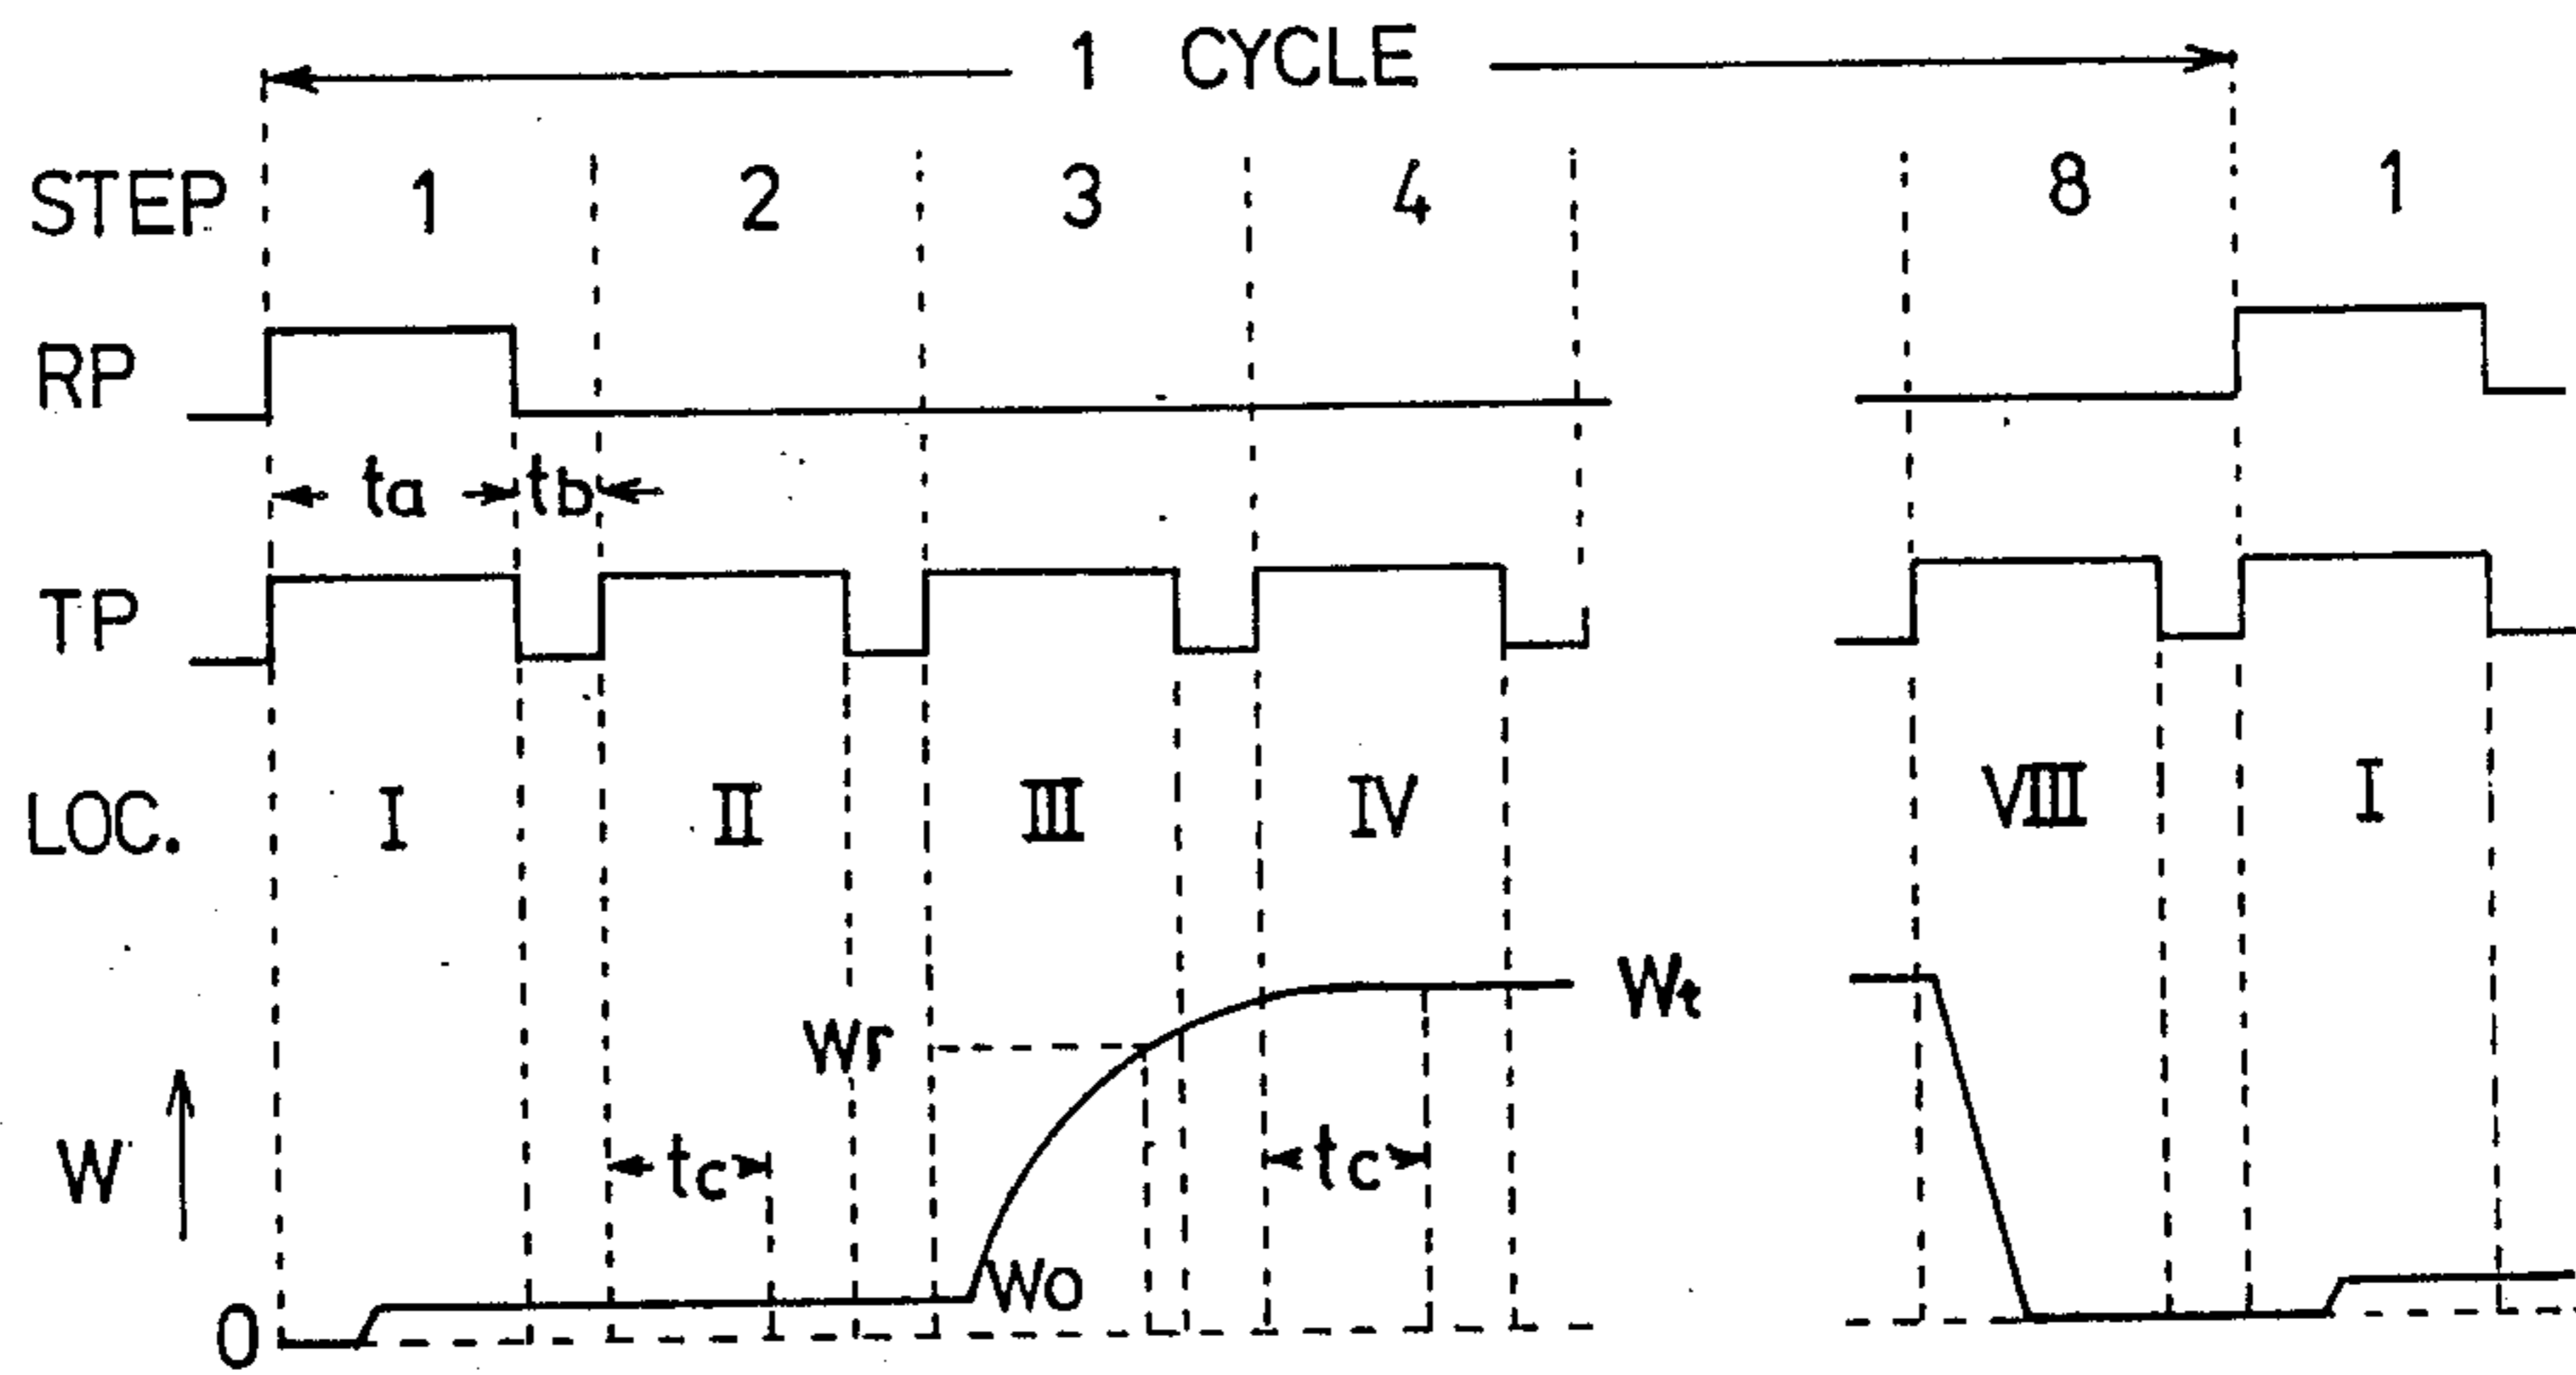 1 CYCLE
STEP 1 2 3 4 8 1
RP
ta tb
TP
LOC. I II III IV VIII I
Wt
Wr
W tc tc
Wo
0